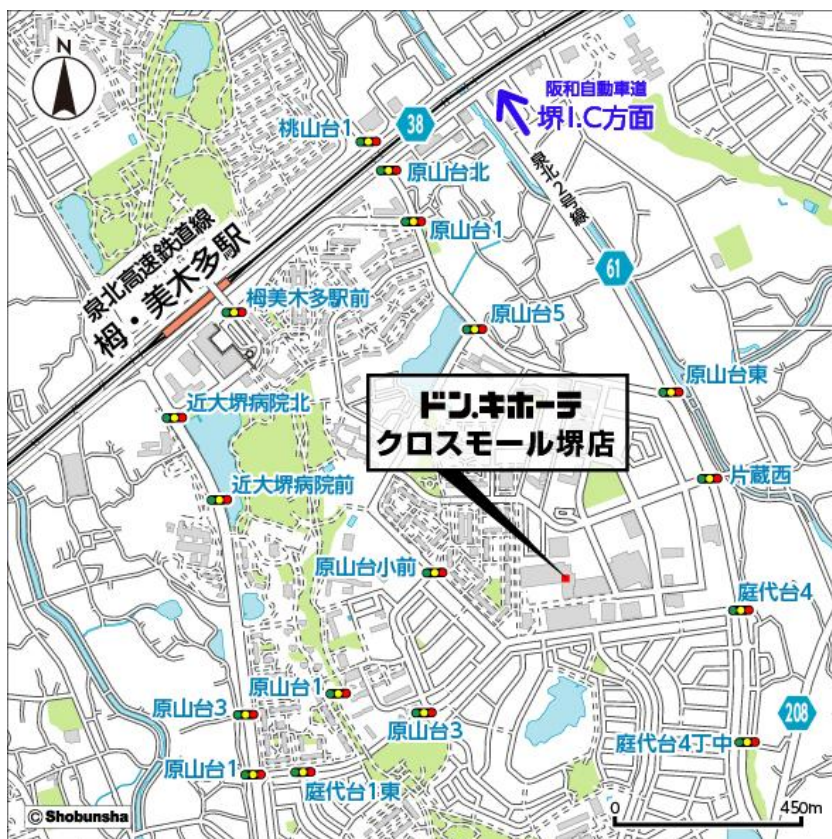 N
阪和自動車道
堺I.C方面
桃山台1
38
原山台北
泉北2号線
原山台1
泉北高速鉄道線
栂・美木多駅
61
栂美木多駅前
原山台5
原山台東
ドン.キホーテ
クロスモール堺店
近大堺病院北
片蔵西
近大堺病院前
原山台小前
庭代台4
原山台1
原山台3
原山台3
208
庭代台4丁中
原山台1
庭代台1東
0 450m
© Shobunsha